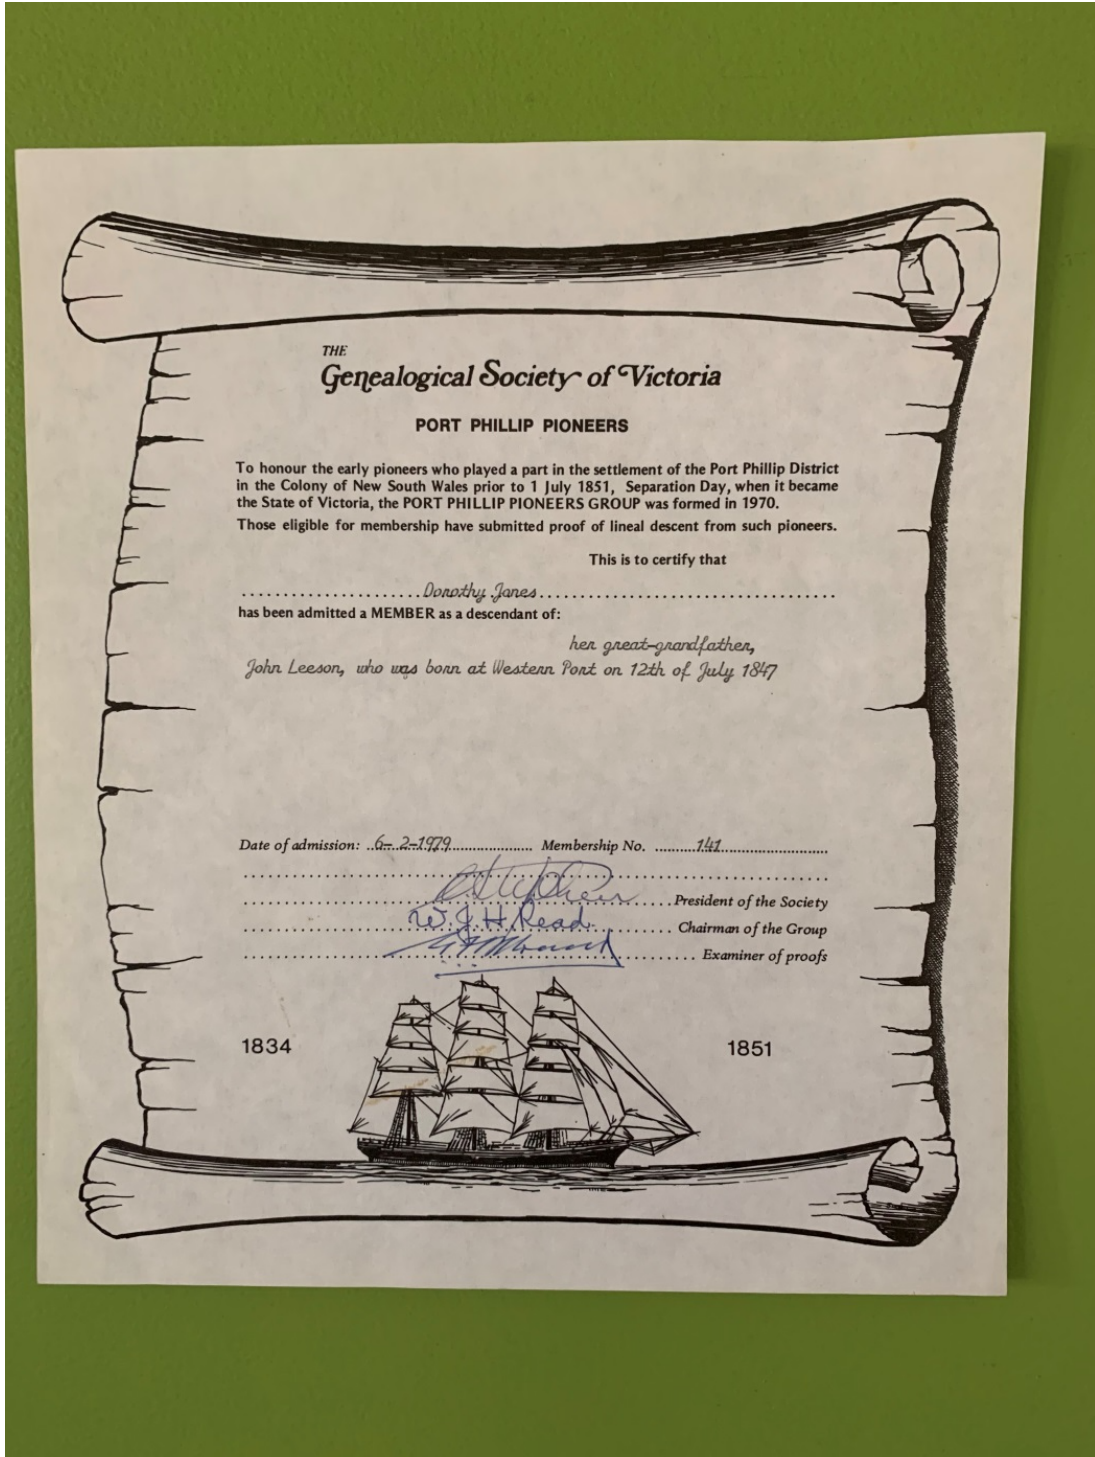 THE
Genealogical Society of Victoria
PORT PHILLIP PIONEERS
To honour the early pioneers who played a part in the settlement of the Port Phillip District
in the Colony of New South Wales prior to 1 July 1851, Separation Day, when it became
the State of Victoria, the PORT PHILLIP PIONEERS GROUP was formed in 1970.
Those eligible for membership have submitted proof of lineal descent from such pioneers.
This is to certify that
Dorothy Janes
has been admitted a MEMBER as a descendant of:
her great-grandfather,
John Leeson, who was born at Western Port on 12th of July 1847
Date of admission: 6-2-1979 Membership No. 141
President of the Society
W. J. H. Read Chairman of the Group
Examiner of proofs
1834 1851